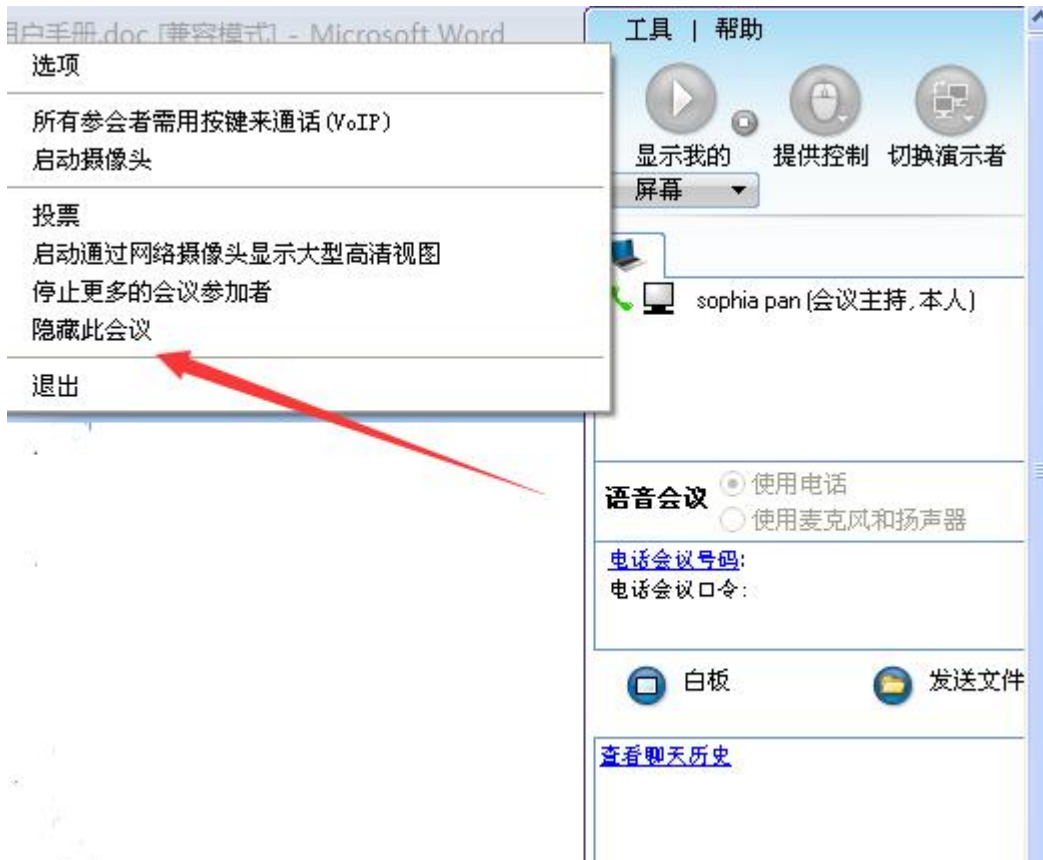 用户手册.doc [兼容模式] - Microsoft Word
选项
所有参会者需用按键来通话(VoIP)
启动摄像头
投票
启动通过网络摄像头显示大型高清视图
停止更多的会议参加者
隐藏此会议
退出
工具 | 帮助
显示我的
屏幕
提供控制
切换演示者
sophia pan (会议主持,本人)
语音会议
使用电话
使用麦克风和扬声器
电话会议号码:
电话会议口令:
白板
发送文件
查看聊天历史